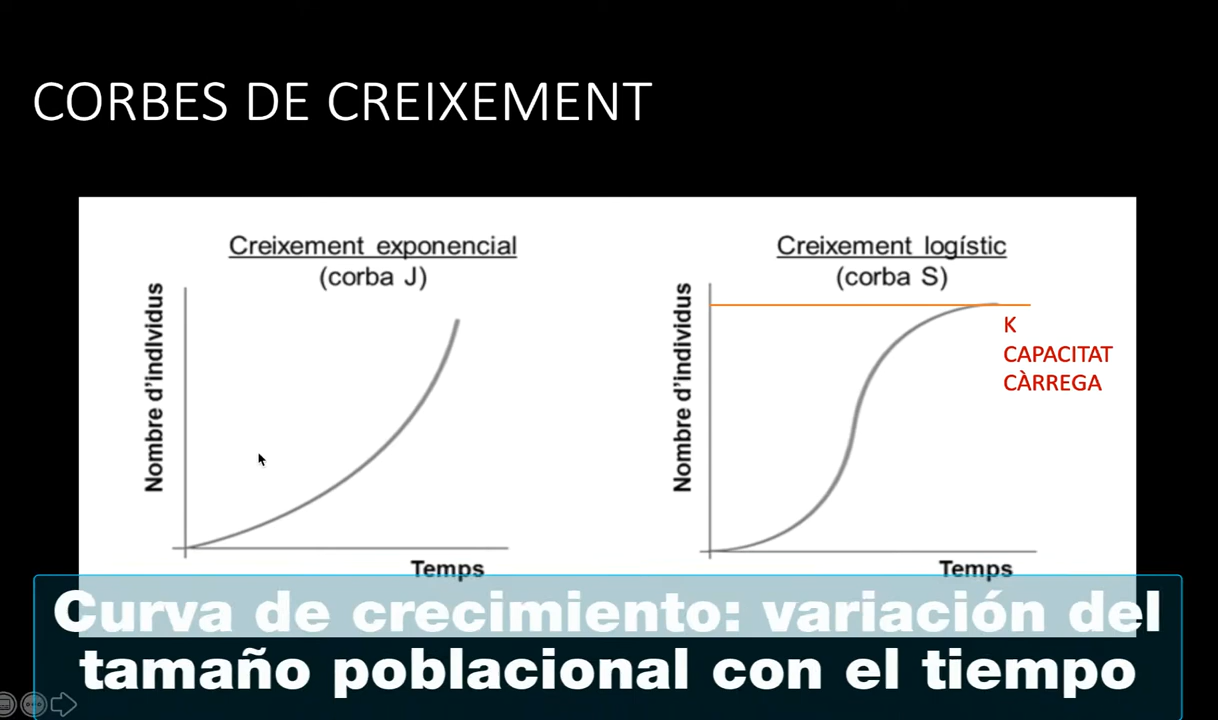 CORBES DE CREIXEMENT
Creixement exponencial
(corba J)
Nombre d'individus
Temps
Creixement logístic
(corba S)
Nombre d'individus
K
CAPACITAT
CÀRREGA
Temps
Curva de crecimiento: variación del
tamaño poblacional con el tiempo